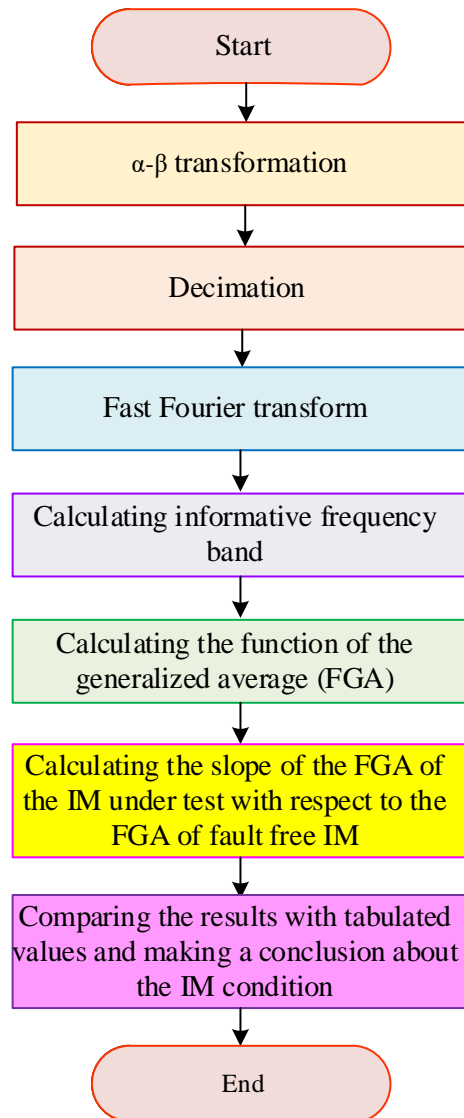 Start
α-β transformation
Decimation
Fast Fourier transform
Calculating informative frequency
band
Calculating the function of the
generalized average (FGA)
Calculating the slope of the FGA of
the IM under test with respect to the
FGA of fault free IM
Comparing the results with tabulated
values and making a conclusion about
the IM condition
End